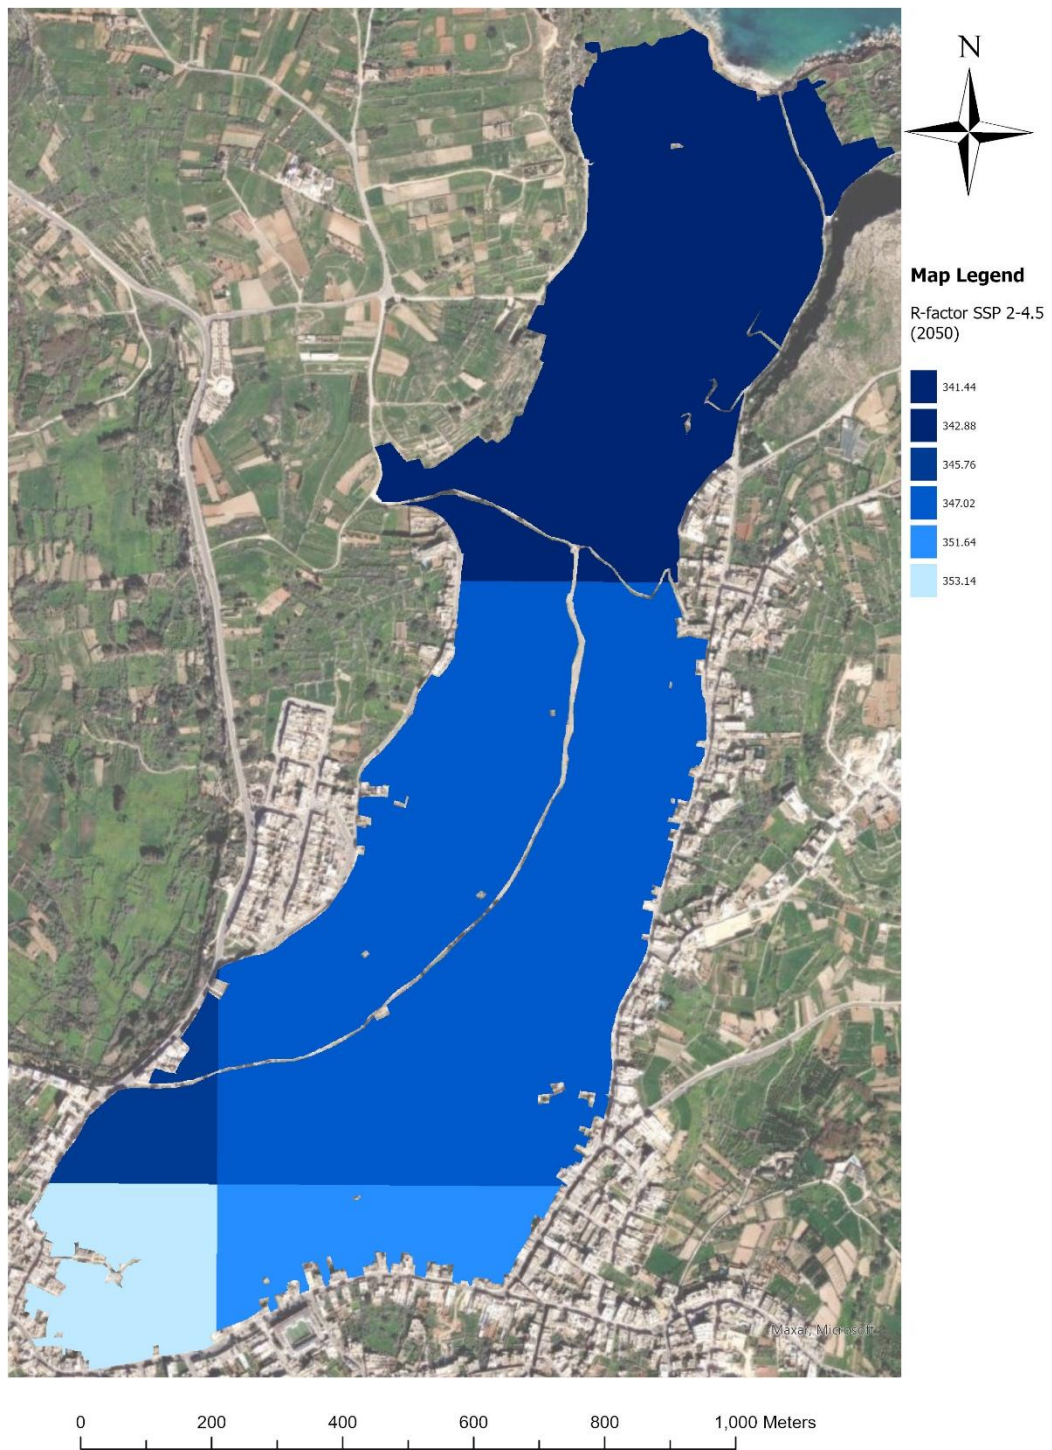 N
Map Legend
R-factor SSP 2-4.5
(2050)
341.44
342.88
345.76
347.02
351.64
353.14
Maxar, Microsoft
0 200 400 600 800 1,000 Meters